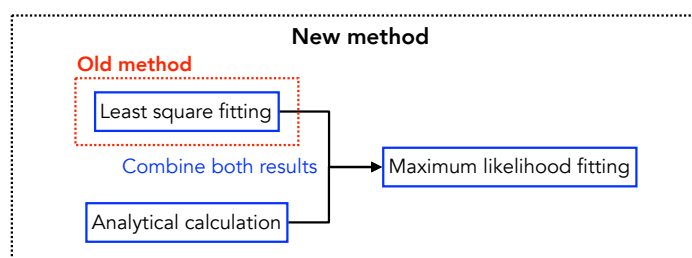 New method
Old method
Least square fitting
Combine both results
Maximum likelihood fitting
Analytical calculation